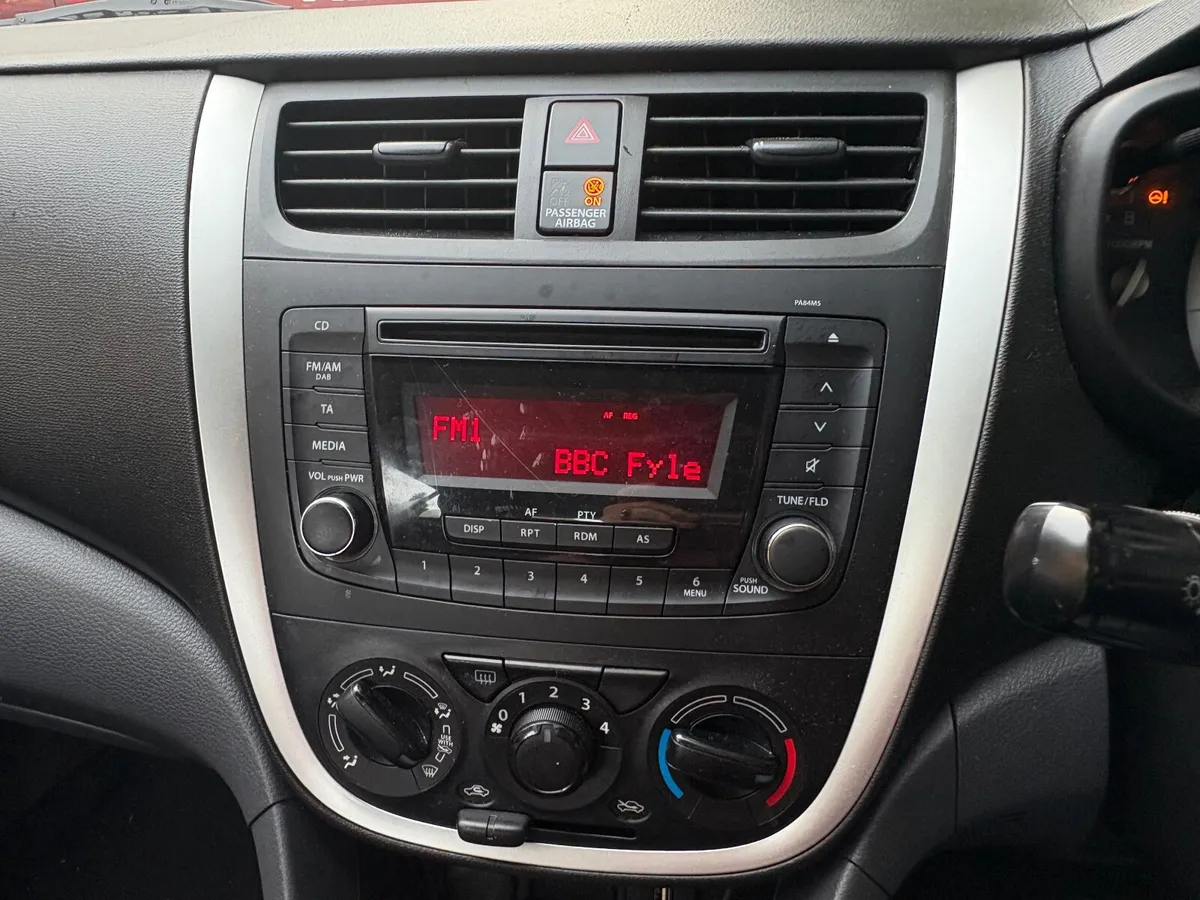 OFF ON
PASSENGER
AIRBAG
PA84M5
CD
FM/AM
DAB
TA
MEDIA
VOL PUSH PWR
AF REG
FM1
BBC Fyle
TUNE/FLD
AF PTY
DISP RPT RDM AS
1 2 3 4 5 6
MENU
PUSH
SOUND
0 1 2 3 4
USE
WITH